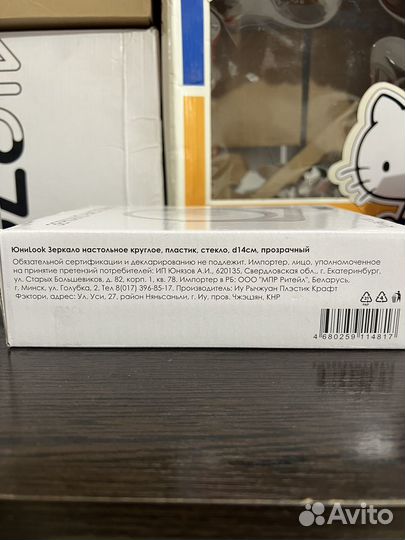 ЮниLook Зеркало настольное круглое, пластик, стекло, d14см, прозрачный
Обязательной сертификации и декларированию не подлежит. Импортер, лицо, уполномоченное
на принятие претензий потребителей: ИП Юнязов А.И., 620135, Свердловская обл., г. Екатеринбург,
ул. Старых Большевиков, д. 82, корп. 1, кв. 78. Импортер в РБ: ООО "МПР Ритейл", Беларусь,
г. Минск, ул. Голубка, 2. Тел 8(017) 396-85-17. Производитель: Иу Рычжуан Плэстик Крафт
Фэктори, адрес: Ул. Уси, 27, район Няньсаньли, г. Иу, пров. Чжэцзян, КНР
4 680259 114817
Avito